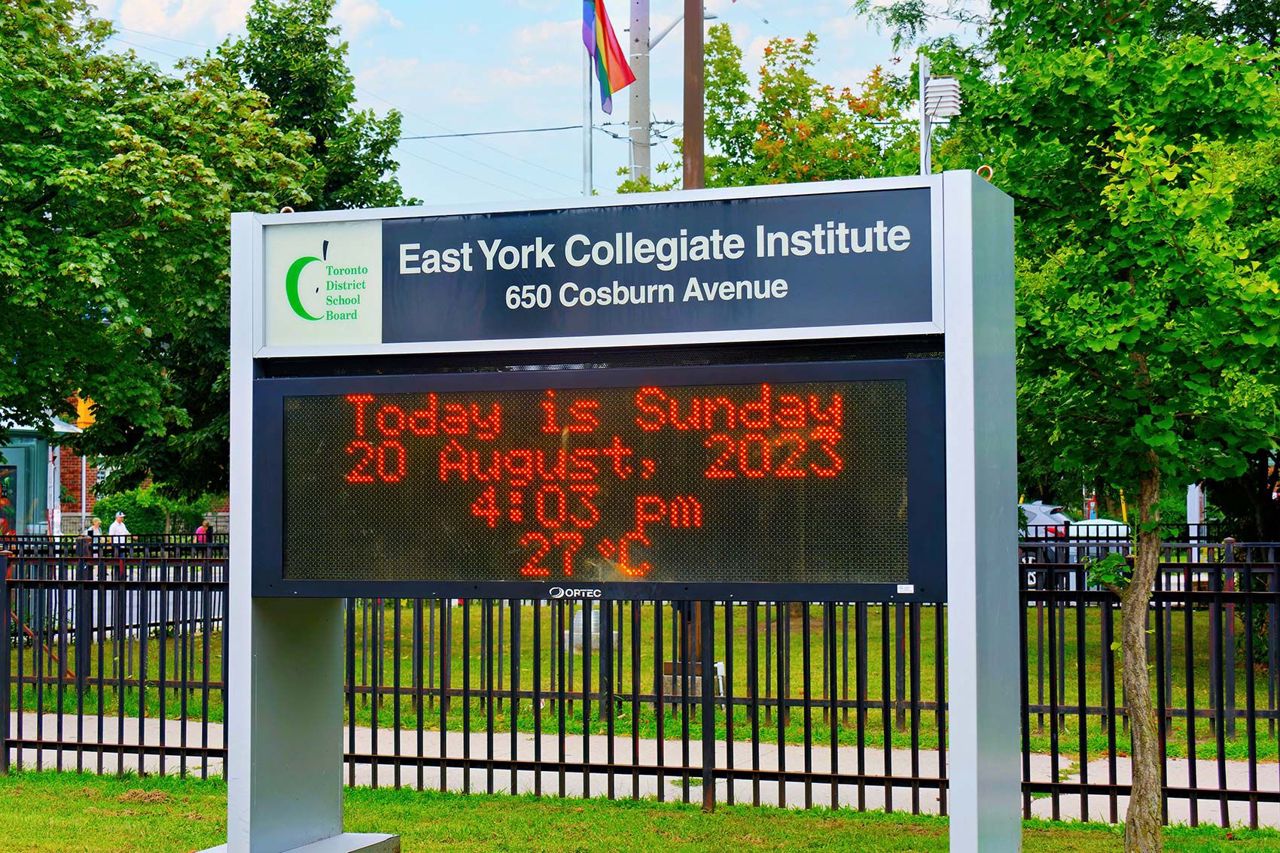 East York Collegiate Institute
650 Cosburn Avenue
Toronto
District
School
Board
Today is Sunday
20 August, 2023
4:03 pm
27 °C
ORTEC